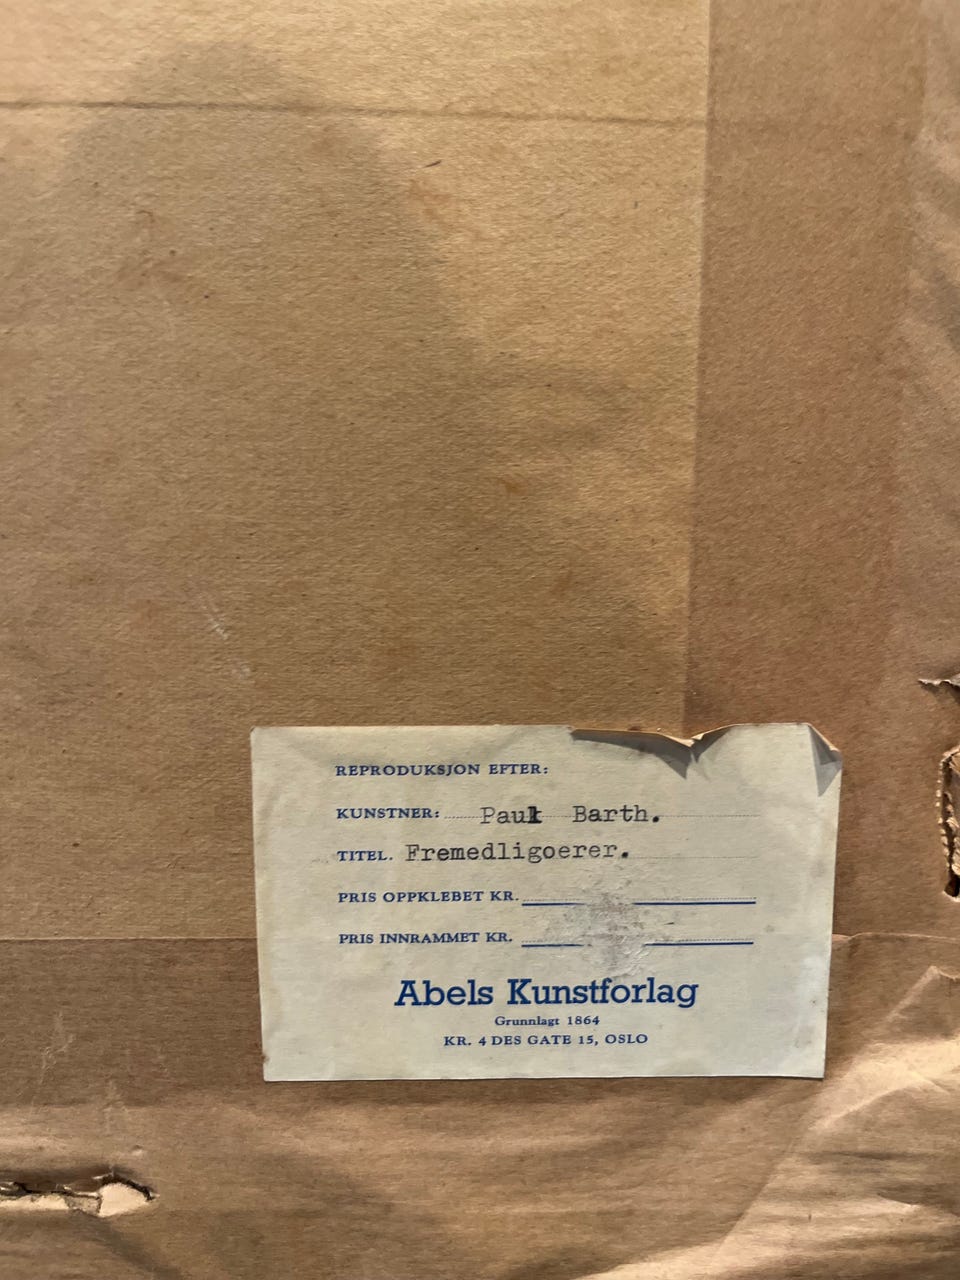 REPRODUKSJON EFTER:
KUNSTNER: Paul Barth.
TITEL. Fremedligoerer.
PRIS OPPKLEBET KR.
PRIS INNRAMMET KR.
Abels Kunstforlag
Grunnlagt 1864
KR. 4 DES GATE 15, OSLO